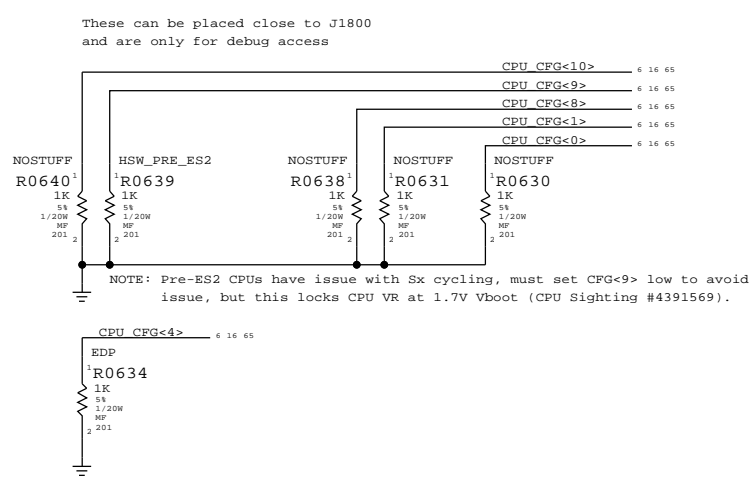 These can be placed close to J1800
and are only for debug access
CPU_CFG<10> 6 16 65
CPU_CFG<9> 6 16 65
CPU_CFG<8> 6 16 65
CPU_CFG<1> 6 16 65
CPU_CFG<0> 6 16 65
NOSTUFF HSW_PRE_ES2 NOSTUFF NOSTUFF NOSTUFF
R0640 1 1 R0639 R0638 1 1 R0631 1 R0630
1K 1K 1K 1K 1K
5% 5% 5% 5% 5%
1/20W 1/20W 1/20W 1/20W 1/20W
MF MF MF MF MF
201 2 2 201 201 2 2 201 2 201
NOTE: Pre-ES2 CPUs have issue with Sx cycling, must set CFG<9> low to avoid
issue, but this locks CPU VR at 1.7V Vboot (CPU Sighting #4391569).
CPU_CFG<4> 6 16 65
EDP
1 R0634
1K
5%
1/20W
MF
2 201